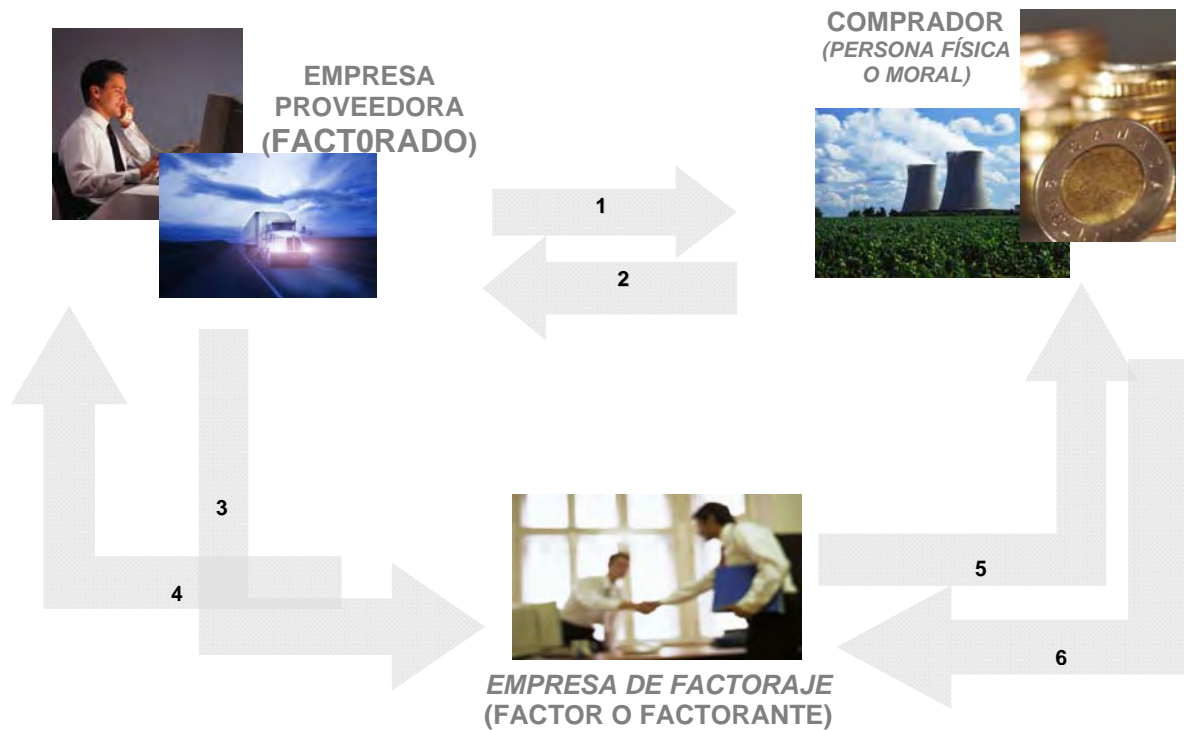 EMPRESA
PROVEEDORA
(FACT0RADO)
COMPRADOR
(PERSONA FÍSICA
O MORAL)
1
2
3
4
5
6
EMPRESA DE FACTORAJE
(FACTOR O FACTORANTE)